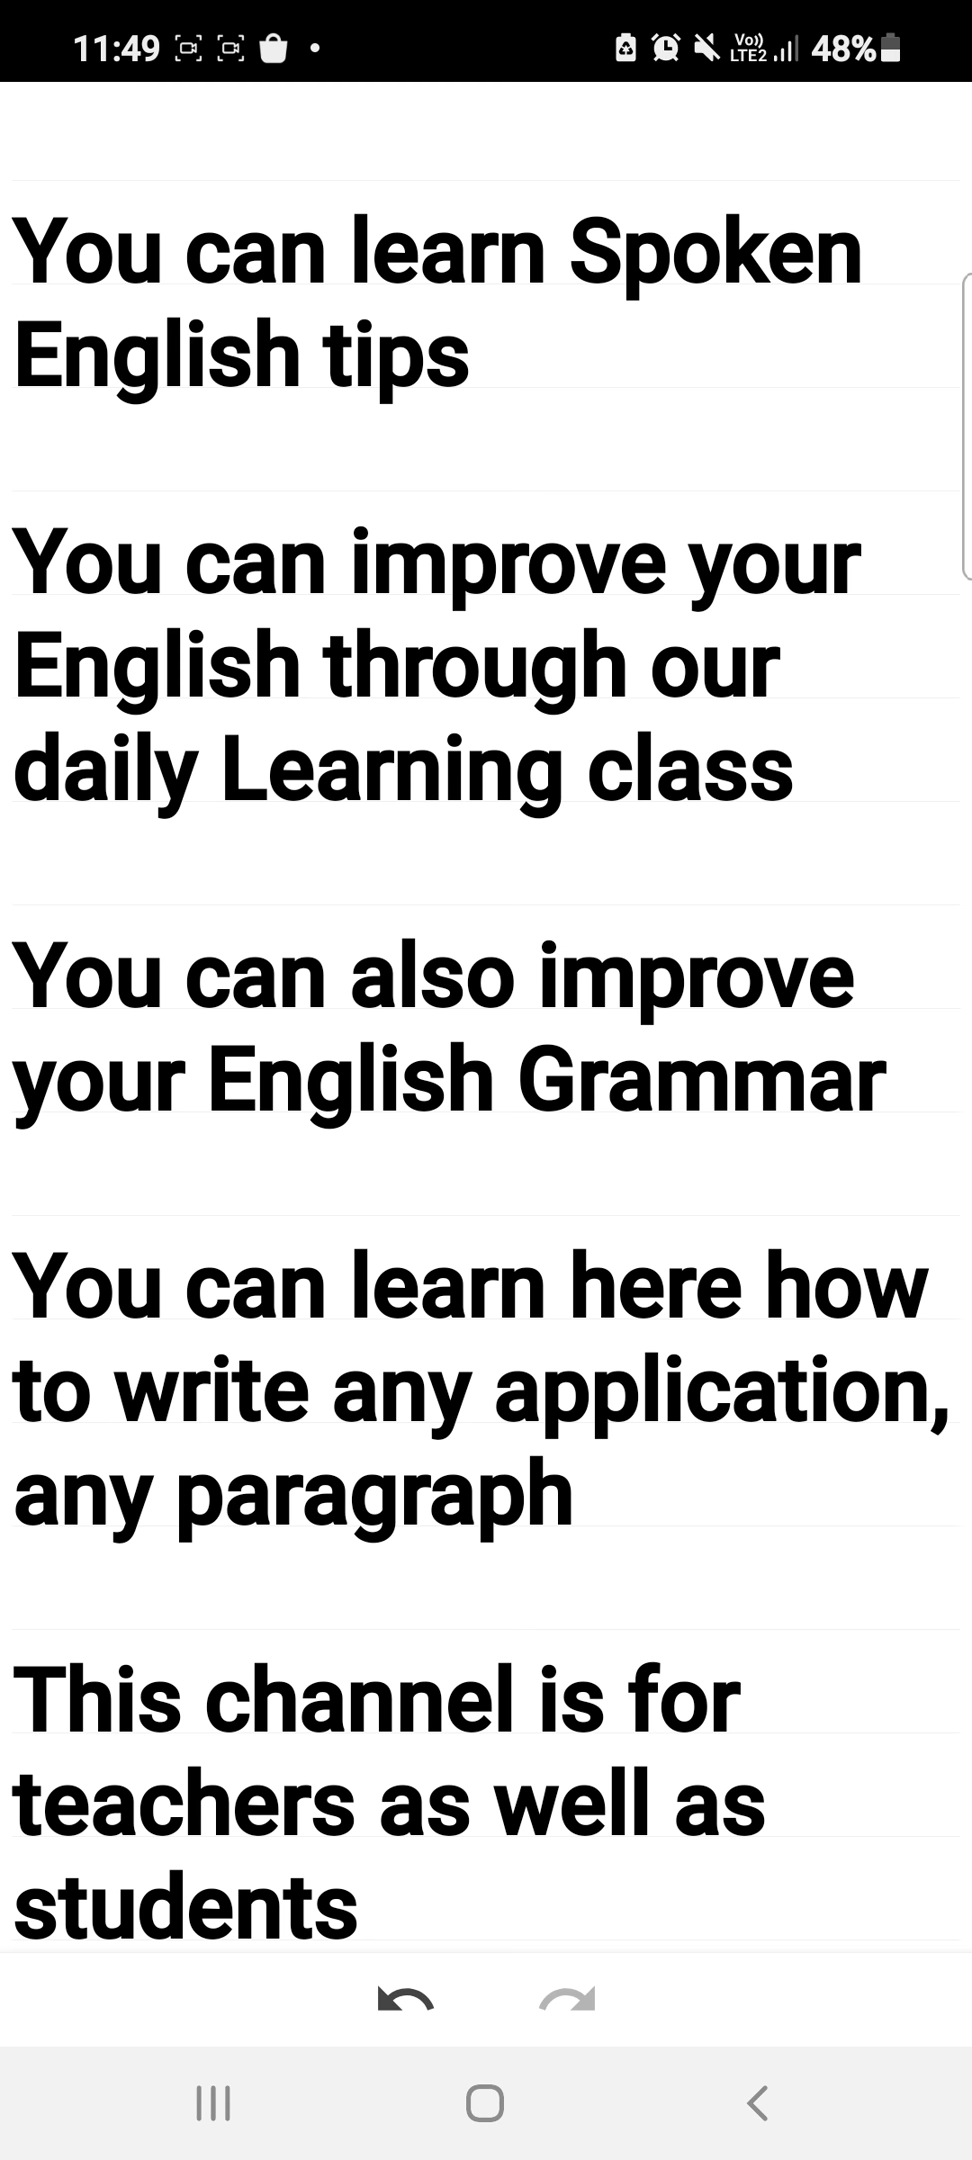 11:49
Vo))
LTE2
48%
You can learn Spoken
English tips
You can improve your
English through our
daily Learning class
You can also improve
your English Grammar
You can learn here how
to write any application,
any paragraph
This channel is for
teachers as well as
students